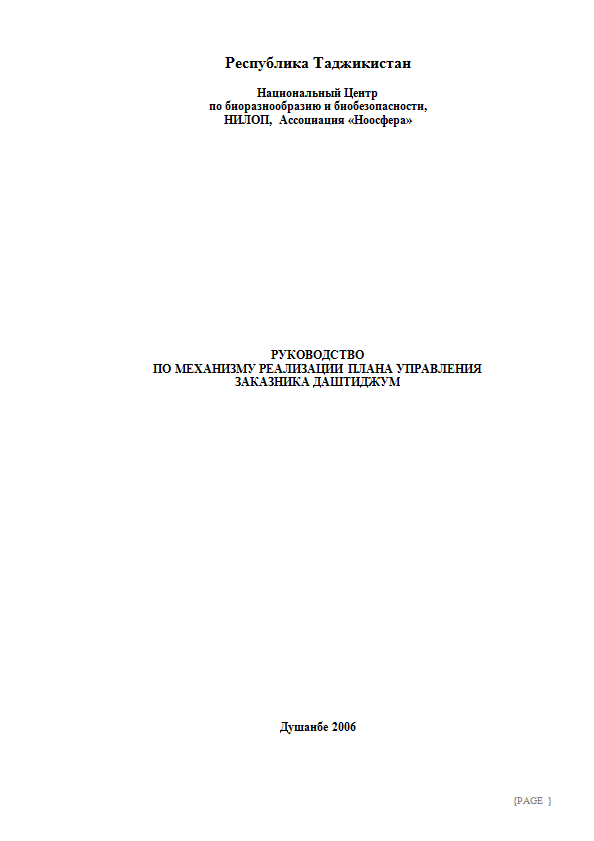 Республика Таджикистан
Национальный Центр
по биоразнообразию и биобезопасности,
НИЛОП, Ассоциация «Ноосфера»
РУКОВОДСТВО
ПО МЕХАНИЗМУ РЕАЛИЗАЦИИ ПЛАНА УПРАВЛЕНИЯ
ЗАКАЗНИКА ДАШТИДЖУМ
Душанбе 2006
{PAGE }